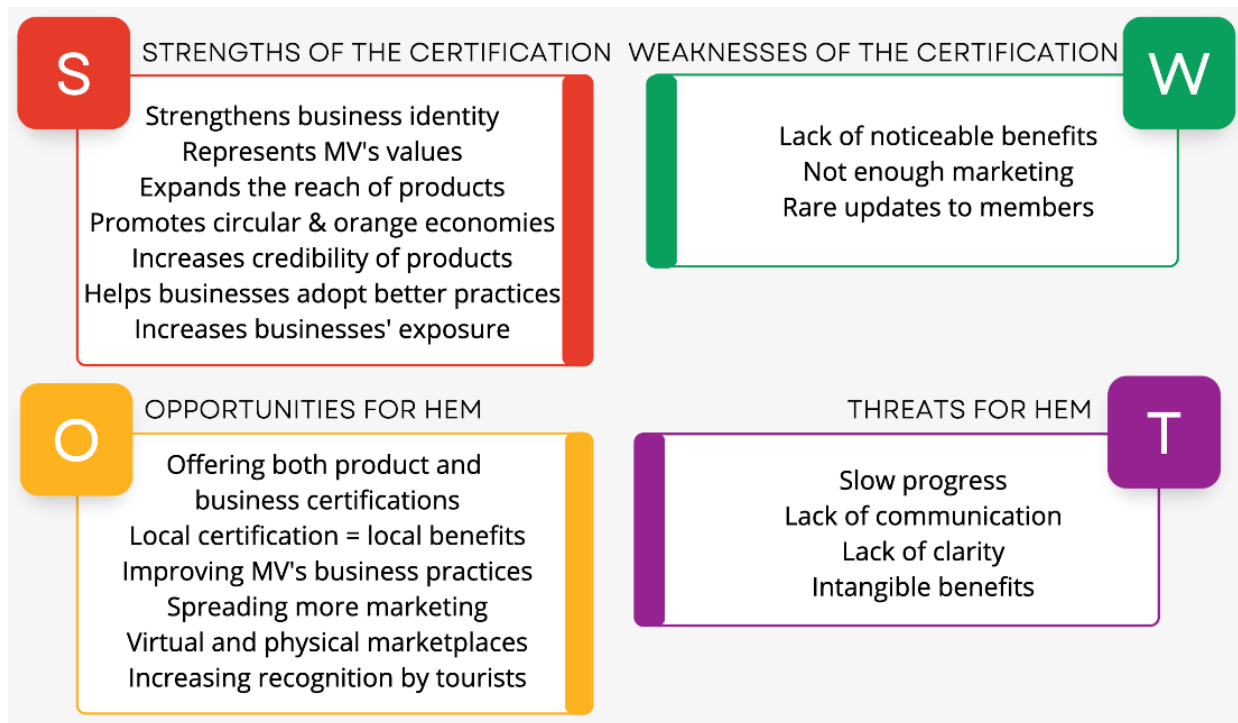 S
STRENGTHS OF THE CERTIFICATION
Strengthens business identity
Represents MV's values
Expands the reach of products
Promotes circular & orange economies
Increases credibility of products
Helps businesses adopt better practices
Increases businesses' exposure
WEAKNESSES OF THE CERTIFICATION
W
Lack of noticeable benefits
Not enough marketing
Rare updates to members
O
OPPORTUNITIES FOR HEM
Offering both product and
business certifications
Local certification = local benefits
Improving MV's business practices
Spreading more marketing
Virtual and physical marketplaces
Increasing recognition by tourists
THREATS FOR HEM
T
Slow progress
Lack of communication
Lack of clarity
Intangible benefits